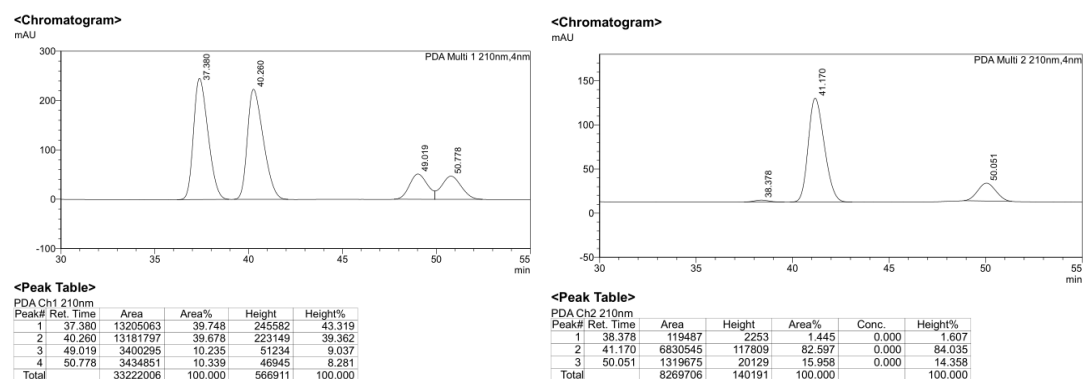 <Chromatogram>
mAU
PDA Multi 1 210nm,4nm
300
200
100
0
-100
37.380
40.260
49.019
50.778
30 35 40 45 50 55
min
<Peak Table>
PDA Ch1 210nm
Peak# Ret. Time Area Area% Height Height%
1 37.380 13205063 39.748 245582 43.319
2 40.260 13181797 39.678 223149 39.362
3 49.019 3400295 10.235 51234 9.037
4 50.778 3434851 10.339 46945 8.281
Total 33222006 100.000 566911 100.000
<Chromatogram>
mAU
PDA Multi 2 210nm,4nm
150
100
50
0
-50
38.378
41.170
50.051
30 35 40 45 50 55
min
<Peak Table>
PDA Ch2 210nm
Peak# Ret. Time Area Height Area% Conc. Height%
1 38.378 119487 2253 1.445 0.000 1.607
2 41.170 6830545 117809 82.597 0.000 84.035
3 50.051 1319675 20129 15.958 0.000 14.358
Total 8269706 140191 100.000 100.000